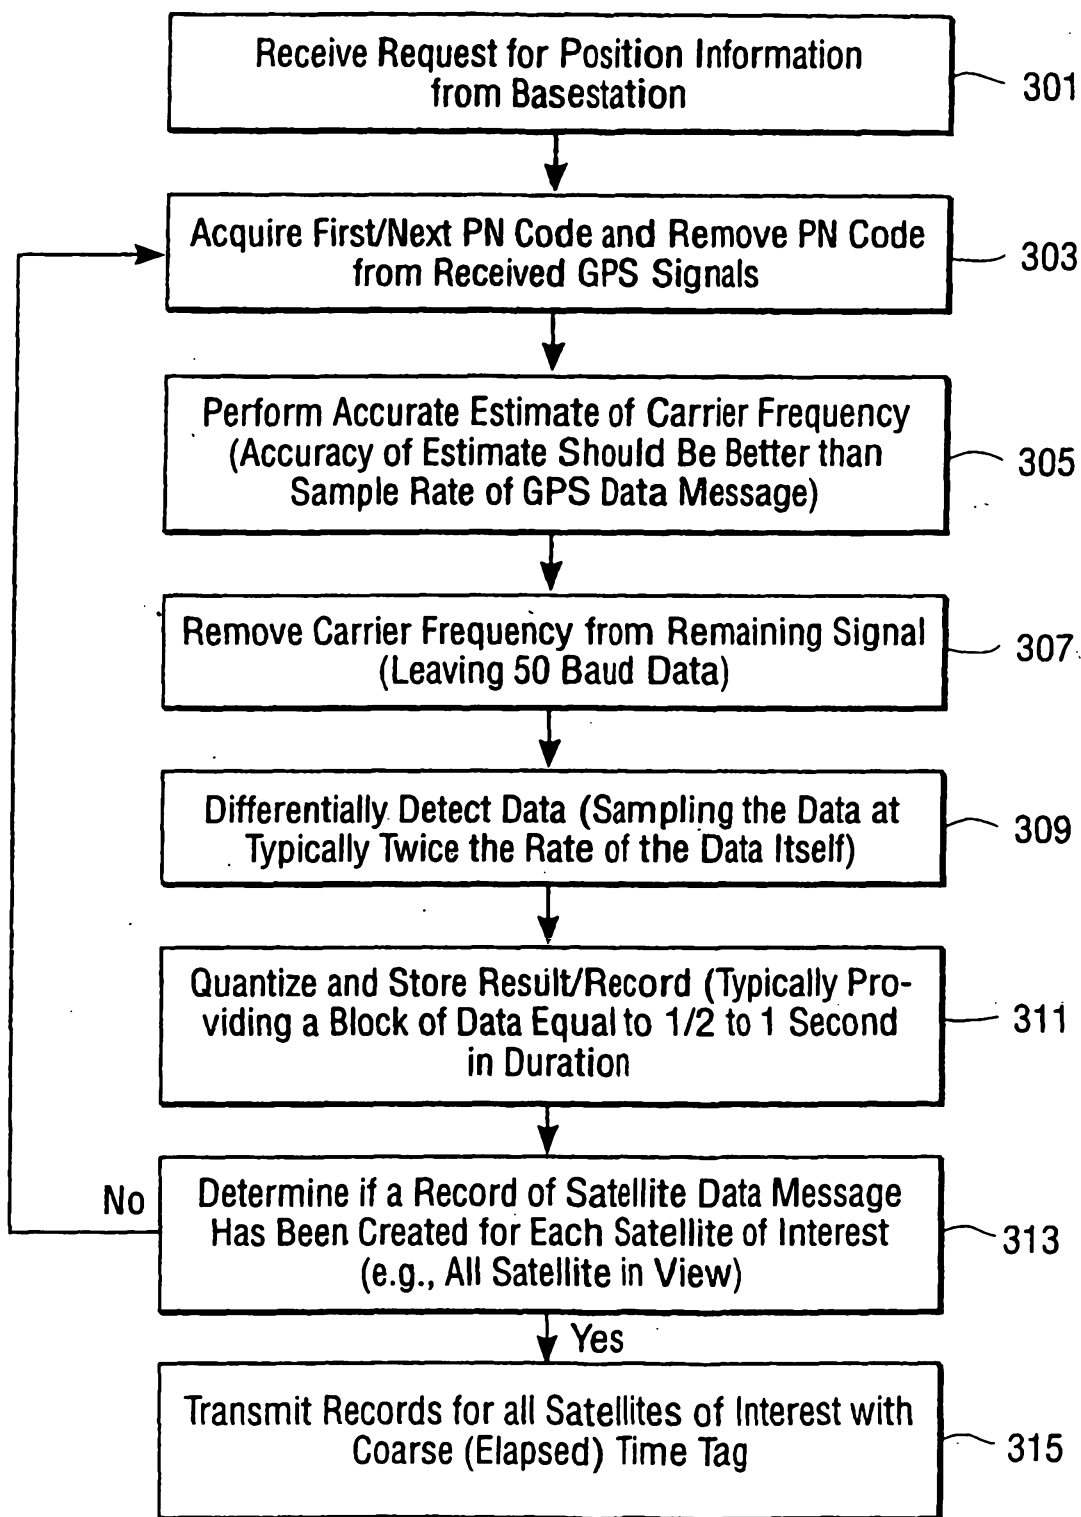 Receive Request for Position Information
from Basestation
301
Acquire First/Next PN Code and Remove PN Code
from Received GPS Signals
303
Perform Accurate Estimate of Carrier Frequency
(Accuracy of Estimate Should Be Better than
Sample Rate of GPS Data Message)
305
Remove Carrier Frequency from Remaining Signal
(Leaving 50 Baud Data)
307
Differentially Detect Data (Sampling the Data at
Typically Twice the Rate of the Data Itself)
309
Quantize and Store Result/Record (Typically Pro-
viding a Block of Data Equal to 1/2 to 1 Second
in Duration
311
No
Determine if a Record of Satellite Data Message
Has Been Created for Each Satellite of Interest
(e.g., All Satellite in View)
313
Yes
Transmit Records for all Satellites of Interest with
Coarse (Elapsed) Time Tag
315